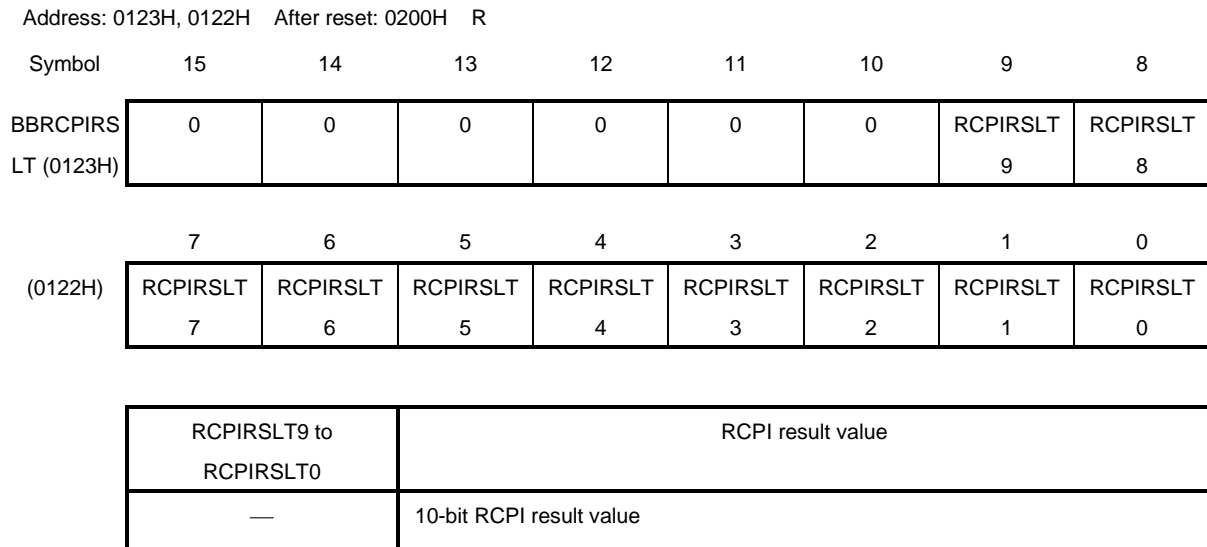 Address: 0123H, 0122H After reset: 0200H R
Symbol 15 14 13 12 11 10 9 8
BBRCPIRS 0 0 0 0 0 0 RCPIRSLT RCPIRSLT
LT (0123H) 9 8
7 6 5 4 3 2 1 0
(0122H) RCPIRSLT RCPIRSLT RCPIRSLT RCPIRSLT RCPIRSLT RCPIRSLT RCPIRSLT RCPIRSLT
7 6 5 4 3 2 1 0
RCPIRSLT9 to RCPI result value
RCPIRSLT0
— 10-bit RCPI result value